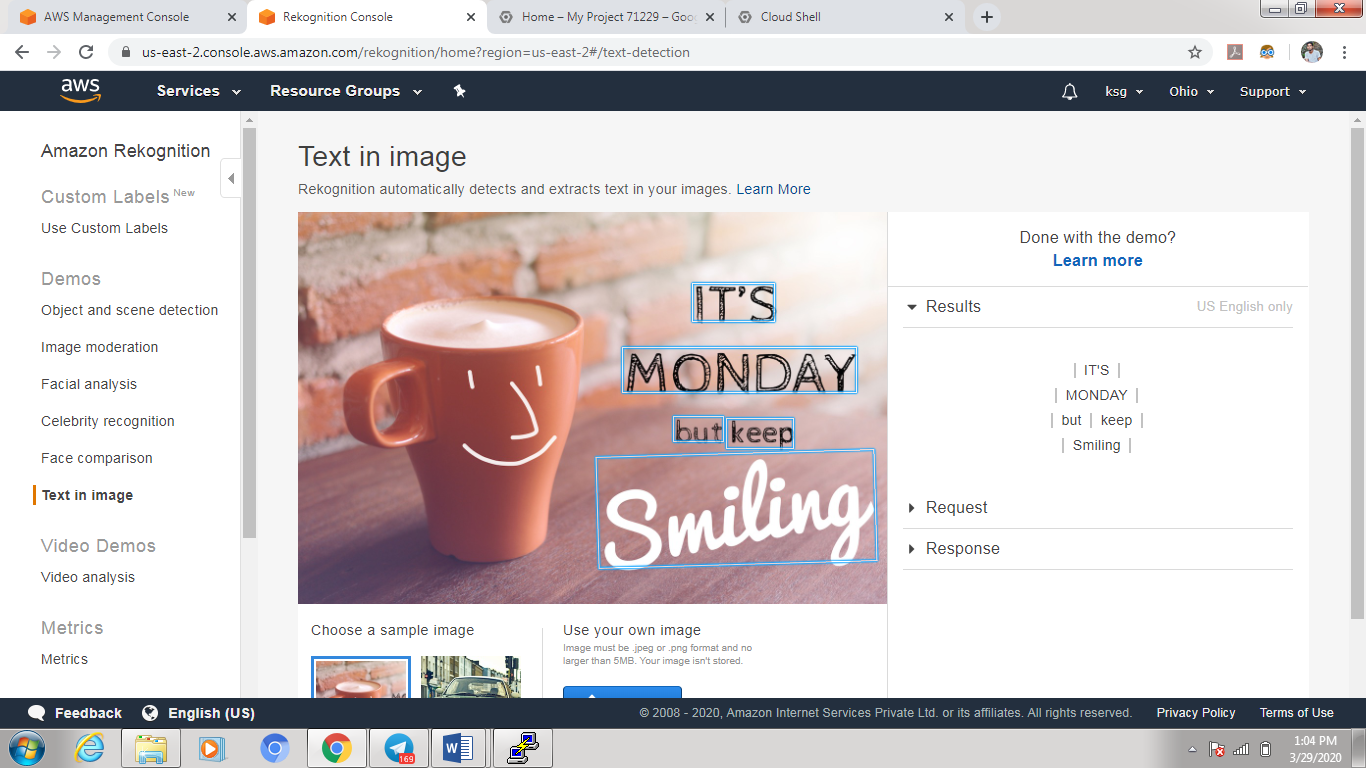 AWS Management Console
Rekognition Console
Home – My Project 71229 – Goo
Cloud Shell
us-east-2.console.aws.amazon.com/rekognition/home?region=us-east-2#/text-detection
aws
Services
Resource Groups
ksg
Ohio
Support
Amazon Rekognition
Custom Labels New
Use Custom Labels
Demos
Object and scene detection
Image moderation
Facial analysis
Celebrity recognition
Face comparison
Text in image
Video Demos
Video analysis
Metrics
Metrics
Text in image
Rekognition automatically detects and extracts text in your images. Learn More
IT'S
MONDAY
but keep
Smiling
Choose a sample image
Use your own image
Image must be .jpeg or .png format and no
larger than 5MB. Your image isn't stored.
Done with the demo?
Learn more
Results
US English only
| IT'S |
| MONDAY |
| but | keep |
| Smiling |
Request
Response
Feedback
English (US)
© 2008 - 2020, Amazon Internet Services Private Ltd. or its affiliates. All rights reserved.
Privacy Policy
Terms of Use
169
1:04 PM
3/29/2020